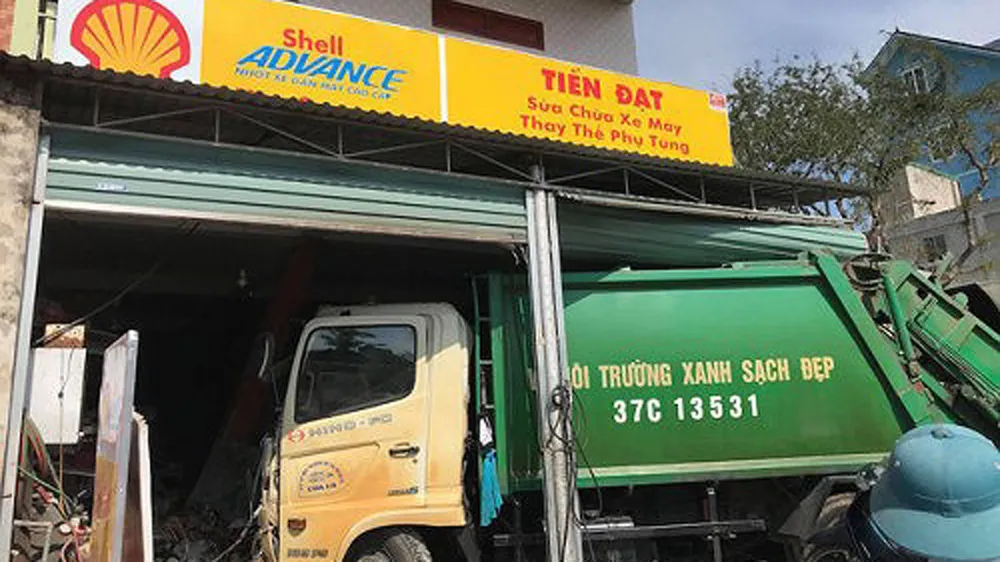 Shell
ADVANCE
NHỚT XE GẮN MÁY CAO CẤP
TIẾN ĐẠT
Sửa Chữa Xe Máy
Thay Thế Phụ Tùng
ÔI TRƯỜNG XANH SẠCH ĐẸP
37C 13531
HINO - FC